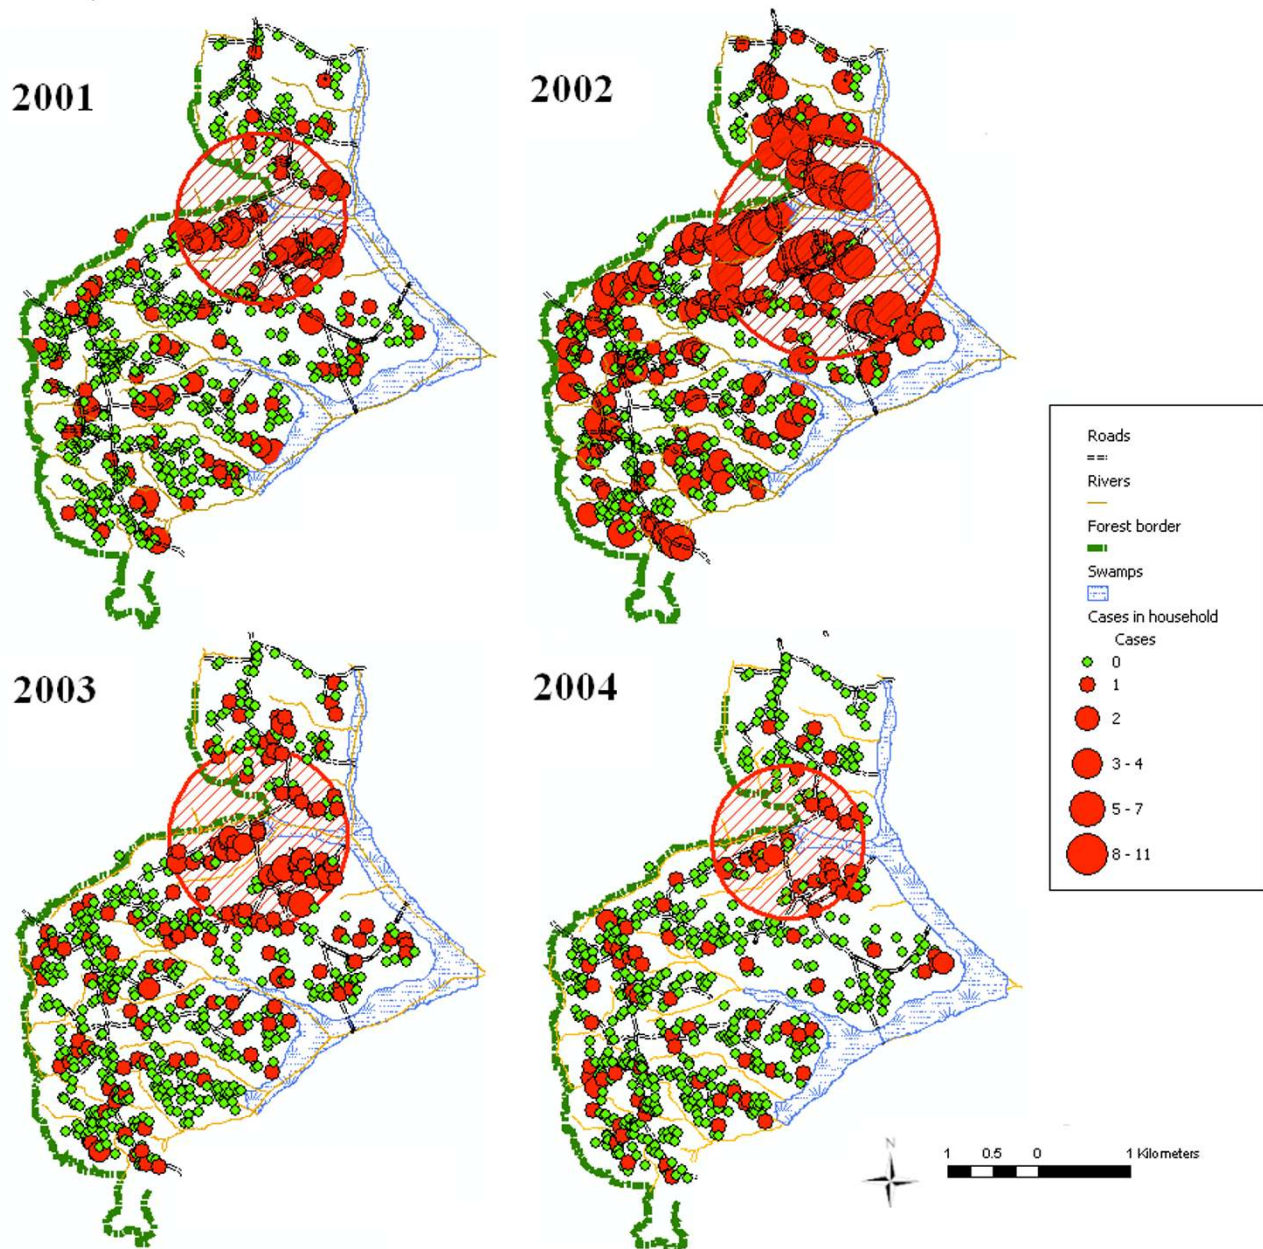 2001
2002
2003
2004
Roads
Rivers
Forest border
Swamps
Cases in household
Cases
0
1
2
3 - 4
5 - 7
8 - 11
N
1 0.5 0 1 Kilometers